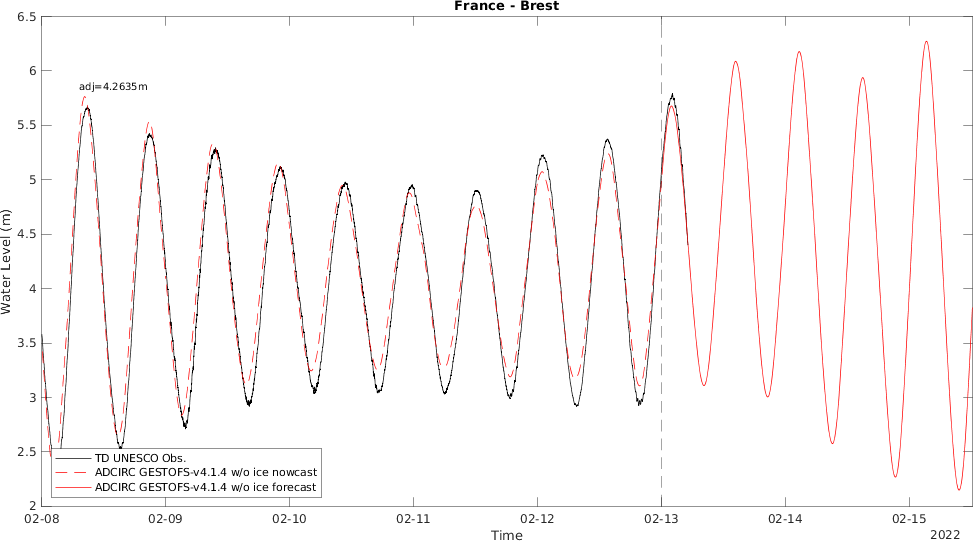 France - Brest
adj=4.2635m
6.5
6
5.5
5
4.5
4
3.5
3
2.5
2
Water Level (m)
TD UNESCO Obs.
ADCIRC GESTOFS-v4.1.4 w/o ice nowcast
ADCIRC GESTOFS-v4.1.4 w/o ice forecast
02-08 02-09 02-10 02-11 02-12 02-13 02-14 02-15
Time
2022